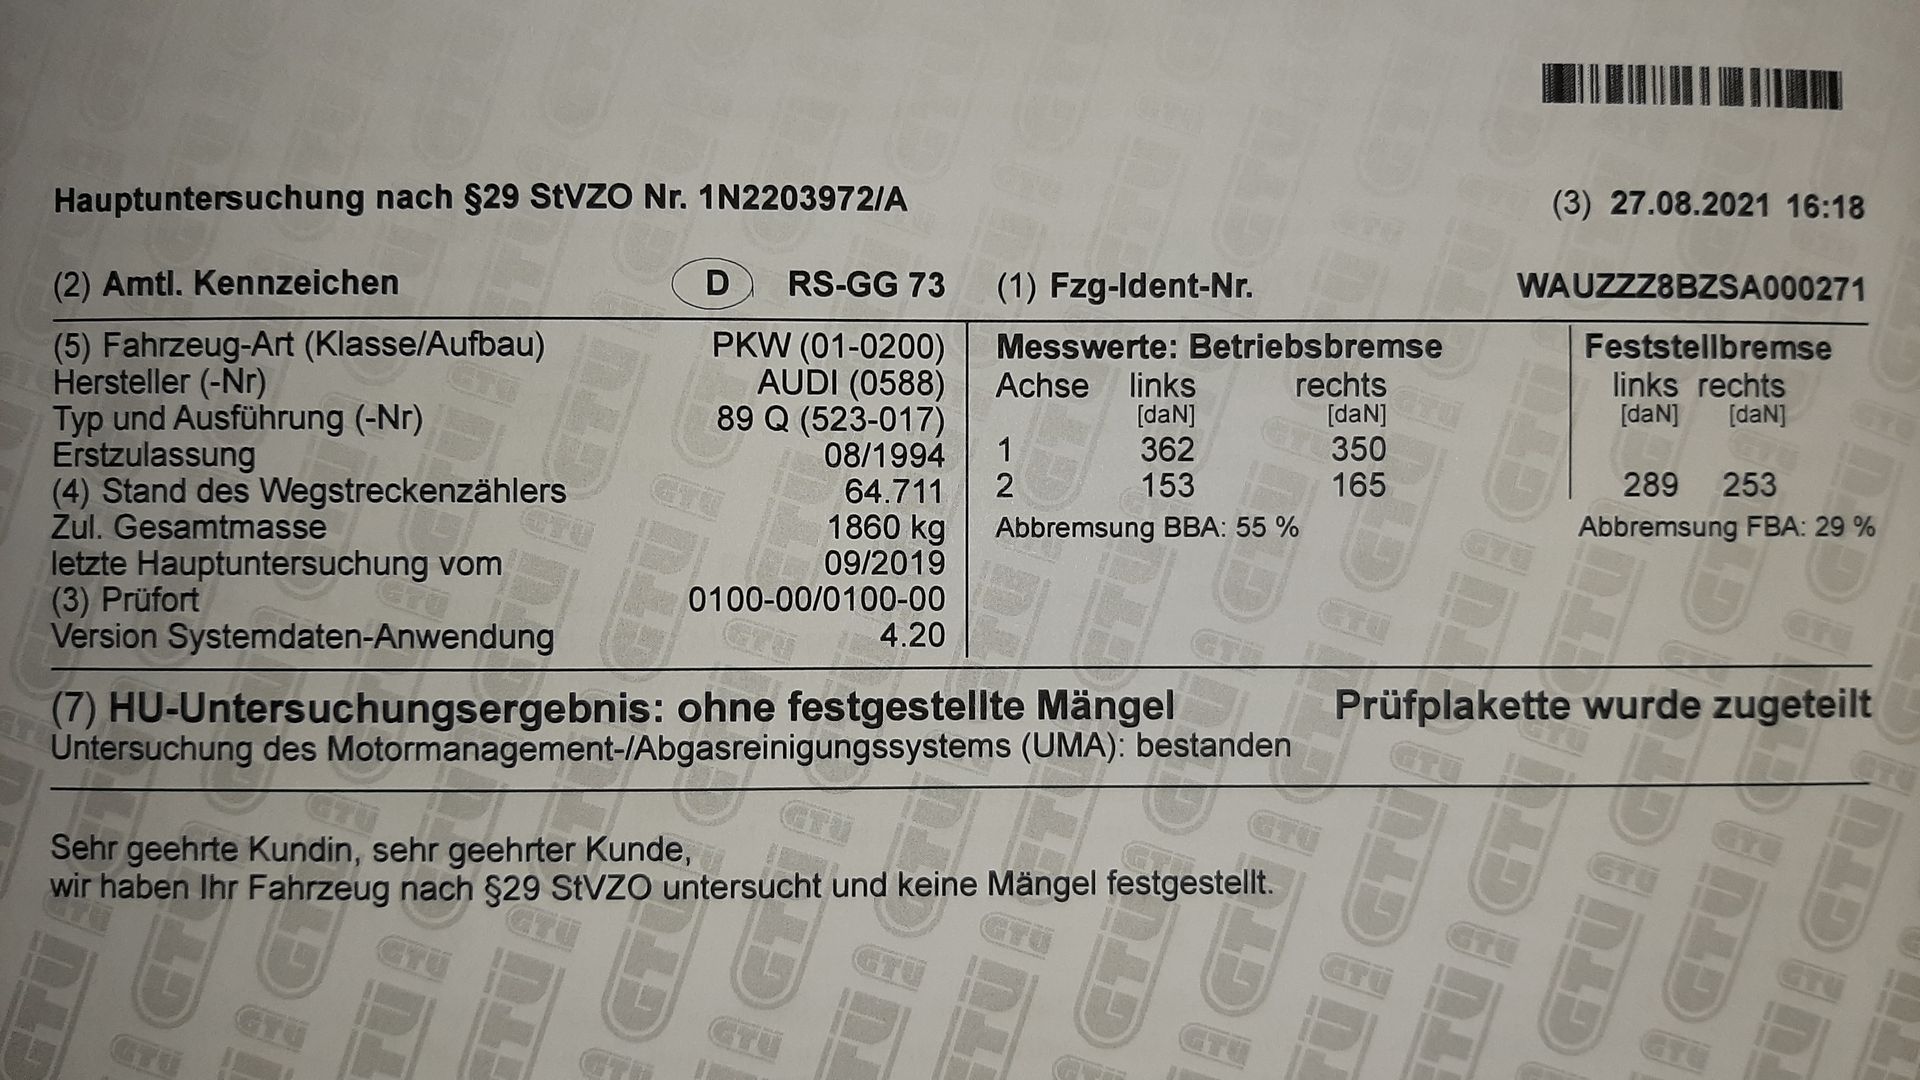 Hauptuntersuchung nach §29 StVZO Nr. 1N2203972/A (3) 27.08.2021 16:18
(2) Amtl. Kennzeichen D RS-GG 73 (1) Fzg-Ident-Nr. WAUZZZ8BZSA000271
(5) Fahrzeug-Art (Klasse/Aufbau) PKW (01-0200)
Hersteller (-Nr) AUDI (0588)
Typ und Ausführung (-Nr) 89 Q (523-017)
Erstzulassung 08/1994
(4) Stand des Wegstreckenzählers 64.711
Zul. Gesamtmasse 1860 kg
letzte Hauptuntersuchung vom 09/2019
(3) Prüfort 0100-00/0100-00
Version Systemdaten-Anwendung 4.20
Messwerte: Betriebsbremse Feststellbremse
Achse links rechts links rechts
[daN] [daN] [daN] [daN]
1 362 350
2 153 165 289 253
Abbremsung BBA: 55 % Abbremsung FBA: 29 %
(7) HU-Untersuchungsergebnis: ohne festgestellte Mängel Prüfplakette wurde zugeteilt
Untersuchung des Motormanagement-/Abgasreinigungssystems (UMA): bestanden
Sehr geehrte Kundin, sehr geehrter Kunde,
wir haben Ihr Fahrzeug nach §29 StVZO untersucht und keine Mängel festgestellt.
GTÜ